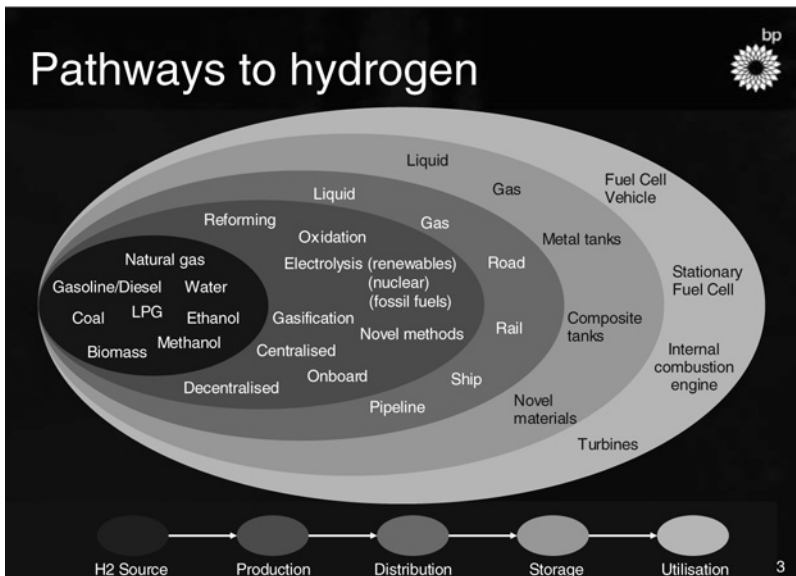 bp
Pathways to hydrogen
Natural gas
Gasoline/Diesel
Water
Coal
LPG
Ethanol
Biomass
Methanol
Reforming
Oxidation
Electrolysis (renewables)
(nuclear)
(fossil fuels)
Gasification
Novel methods
Centralised
Onboard
Decentralised
Liquid
Gas
Road
Rail
Ship
Pipeline
Liquid
Gas
Metal tanks
Composite
tanks
Novel
materials
Fuel Cell
Vehicle
Stationary
Fuel Cell
Internal
combustion
engine
Turbines
H2 Source
Production
Distribution
Storage
Utilisation
3